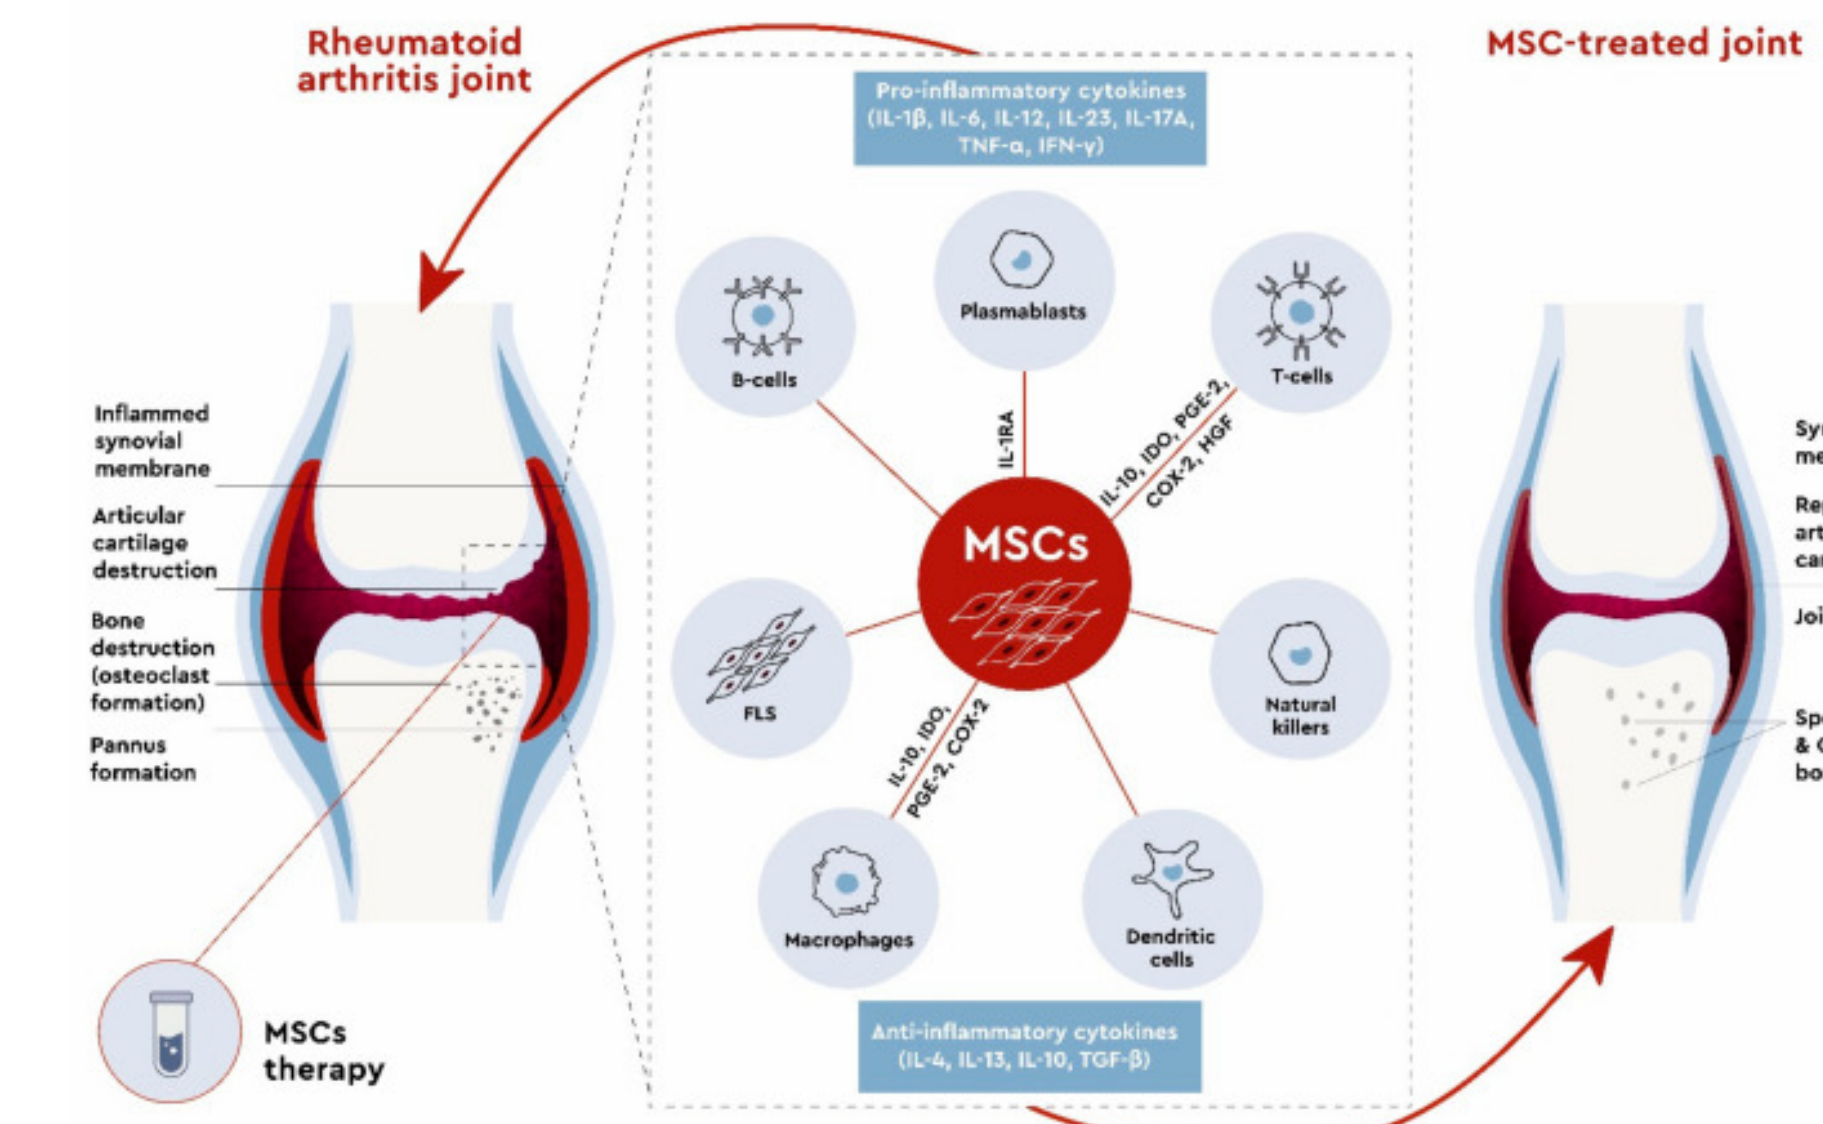 Rheumatoid
arthritis joint
MSC-treated joint
Pro-inflammatory cytokines
(IL-1β, IL-6, IL-12, IL-23, IL-17A,
TNF-α, IFN-γ)
Plasmablasts
B-cells
T-cells
IL-1RA
IL-10, IDO, PGE-2,
COX-2, HGF
MSCs
Inflammed
synovial
membrane
Articular
cartilage
destruction
Bone
destruction
(osteoclast
formation)
Pannus
formation
FLS
Natural
killers
IL-10, IDO,
PGE-2, COX-2
Macrophages
Dendritic
cells
Anti-inflammatory cytokines
(IL-4, IL-13, IL-10, TGF-β)
MSCs
therapy
&